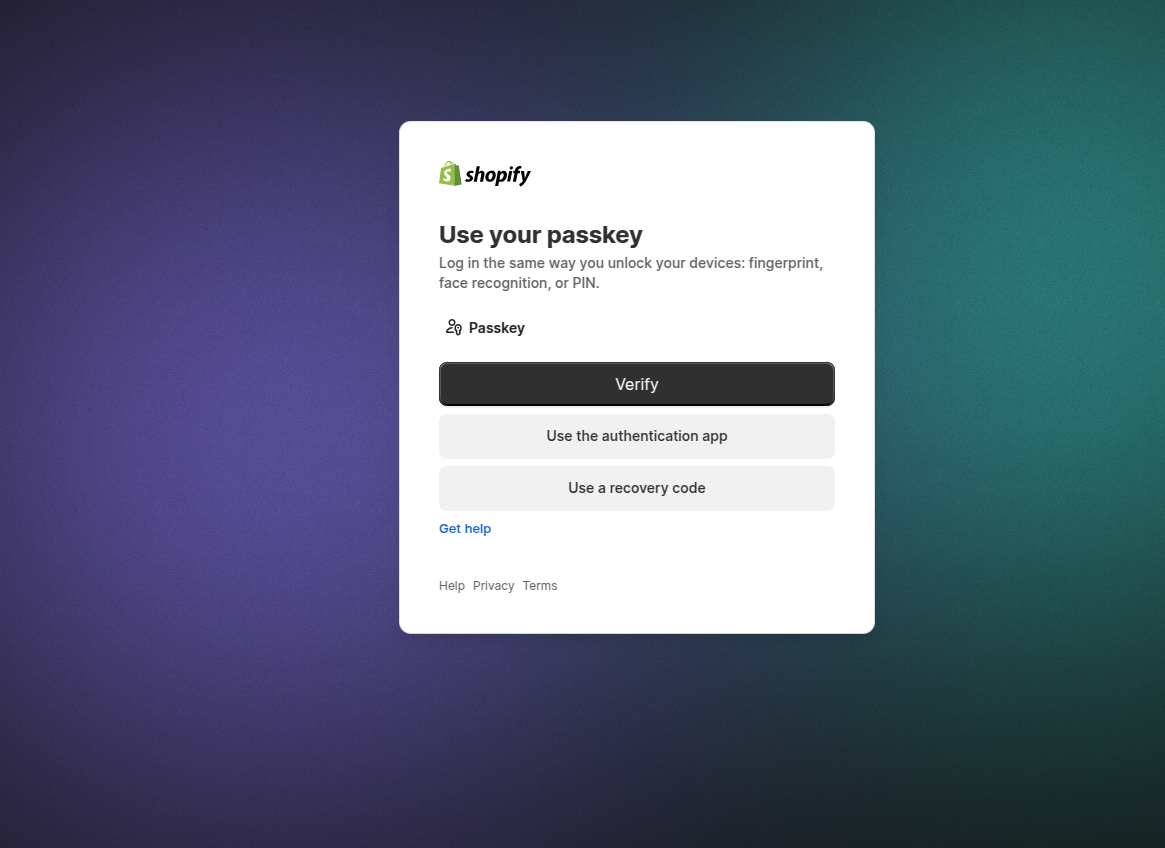 shopify
Use your passkey
Log in the same way you unlock your devices: fingerprint,
face recognition, or PIN.
Passkey
Verify
Use the authentication app
Use a recovery code
Get help
Help Privacy Terms